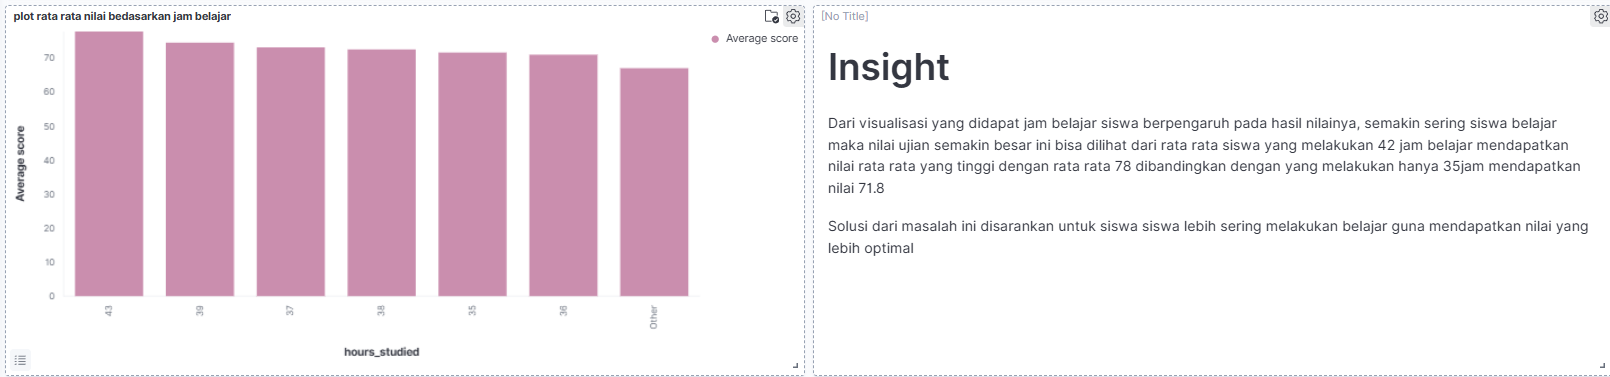 plot rata rata nilai bedasarkan jam belajar
Average score
70
60
50
40
30
20
10
0
Average score
43
39
37
38
35
36
Other
hours_studied
[No Title]
Insight
Dari visualisasi yang didapat jam belajar siswa berpengaruh pada hasil nilainya, semakin sering siswa belajar
maka nilai ujian semakin besar ini bisa dilihat dari rata rata siswa yang melakukan 42 jam belajar mendapatkan
nilai rata rata yang tinggi dengan rata rata 78 dibandingkan dengan yang melakukan hanya 35jam mendapatkan
nilai 71.8
Solusi dari masalah ini disarankan untuk siswa siswa lebih sering melakukan belajar guna mendapatkan nilai yang
lebih optimal